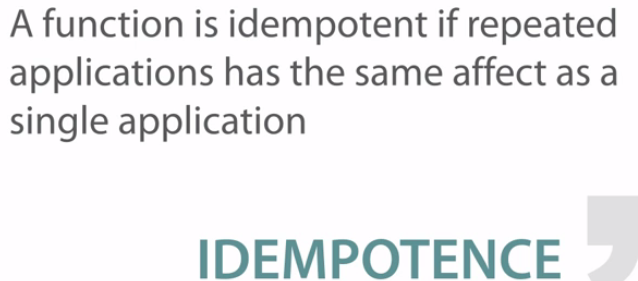 A function is idempotent if repeated
applications has the same affect as a
single application
IDEMPOTENCE